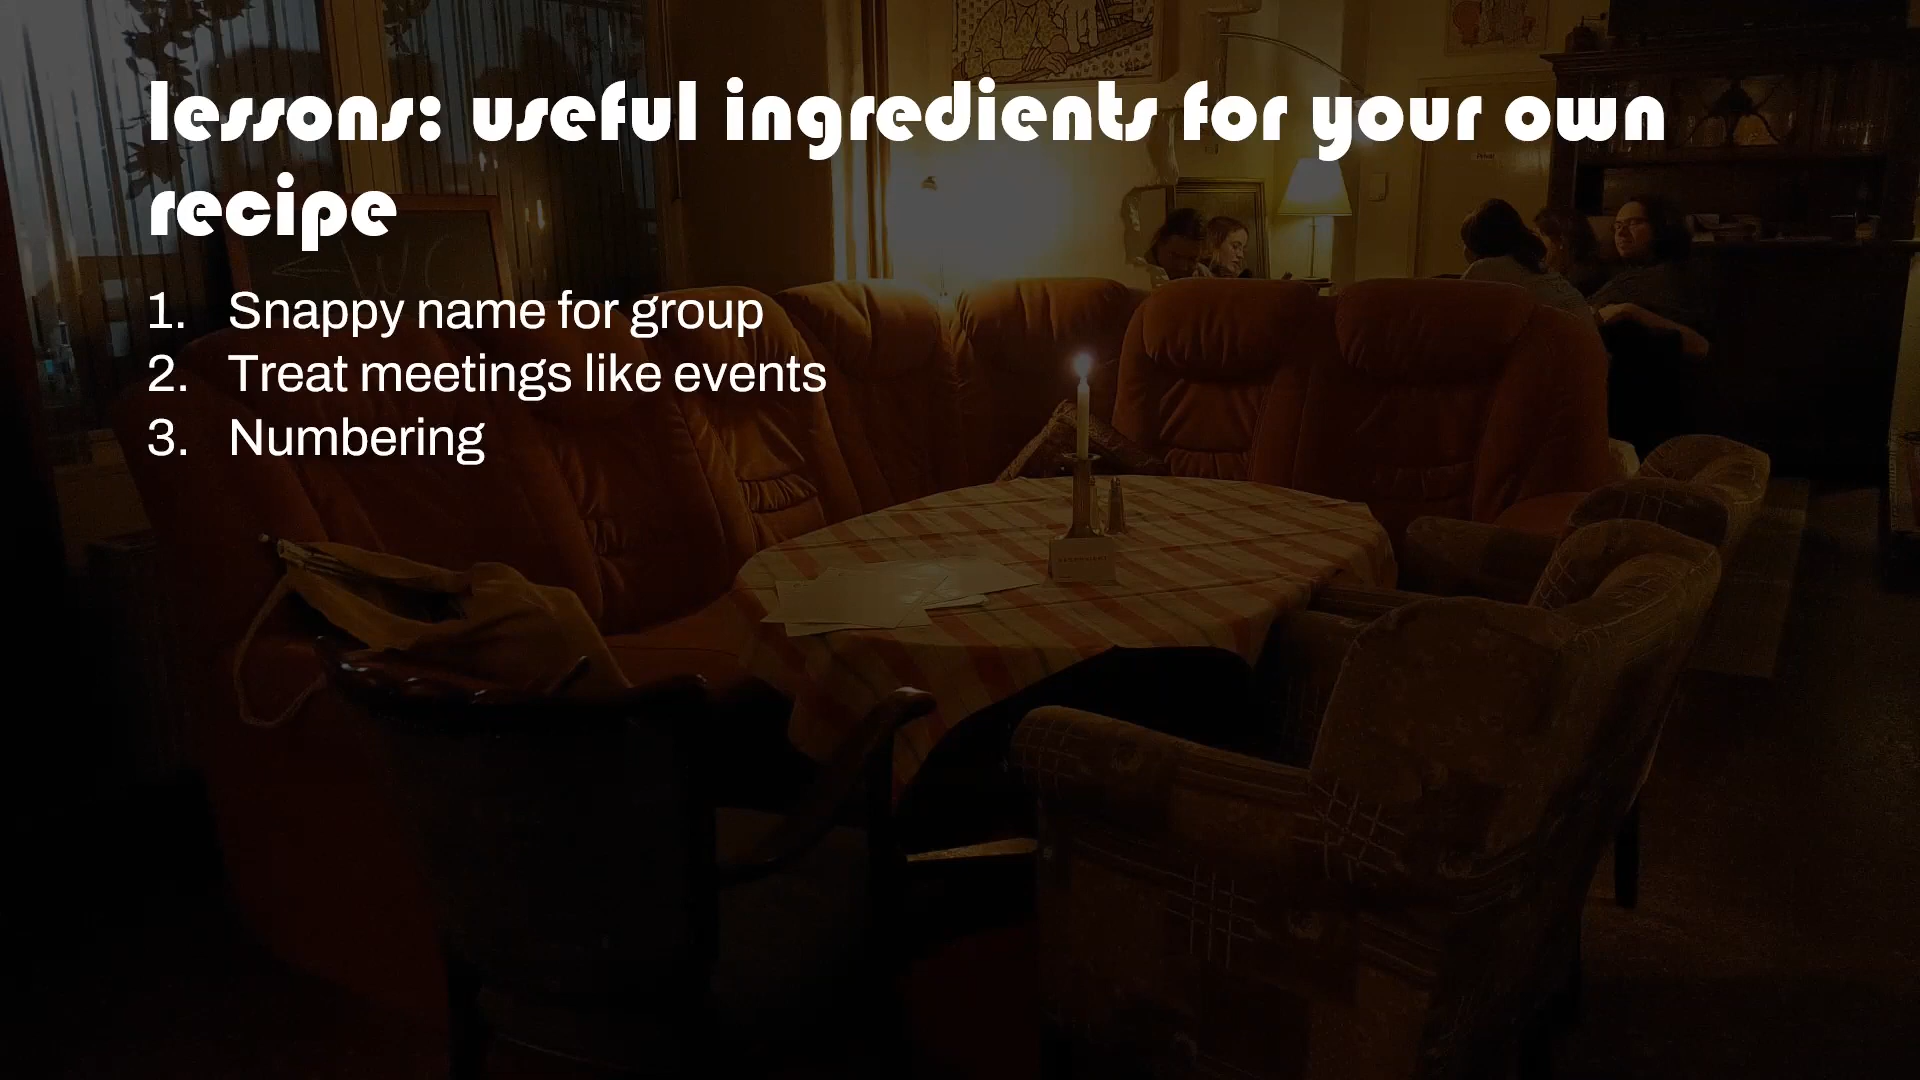 lessons: useful ingredients for your own
recipe
1. Snappy name for group
2. Treat meetings like events
3. Numbering